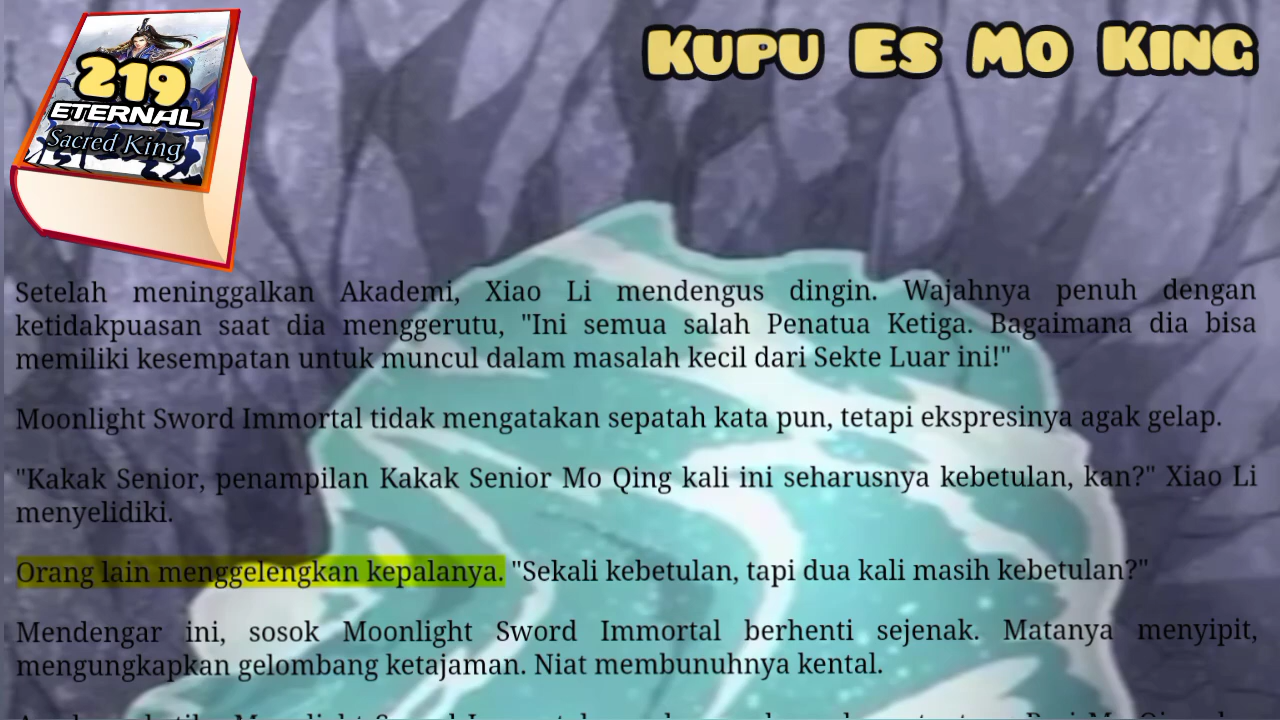 219
ETERNAL
Sacred King
Kupu Es Mo King
Setelah meninggalkan Akademi, Xiao Li mendengus dingin. Wajahnya penuh dengan
ketidakpuasan saat dia menggerutu, "Ini semua salah Penatua Ketiga. Bagaimana dia bisa
memiliki kesempatan untuk muncul dalam masalah kecil dari Sekte Luar ini!"
Moonlight Sword Immortal tidak mengatakan sepatah kata pun, tetapi ekspresinya agak gelap.
"Kakak Senior, penampilan Kakak Senior Mo Qing kali ini seharusnya kebetulan, kan?" Xiao Li
menyelidiki.
Orang lain menggelengkan kepalanya. "Sekali kebetulan, tapi dua kali masih kebetulan?"
Mendengar ini, sosok Moonlight Sword Immortal berhenti sejenak. Matanya menyipit,
mengungkapkan gelombang ketajaman. Niat membunuhnya kental.